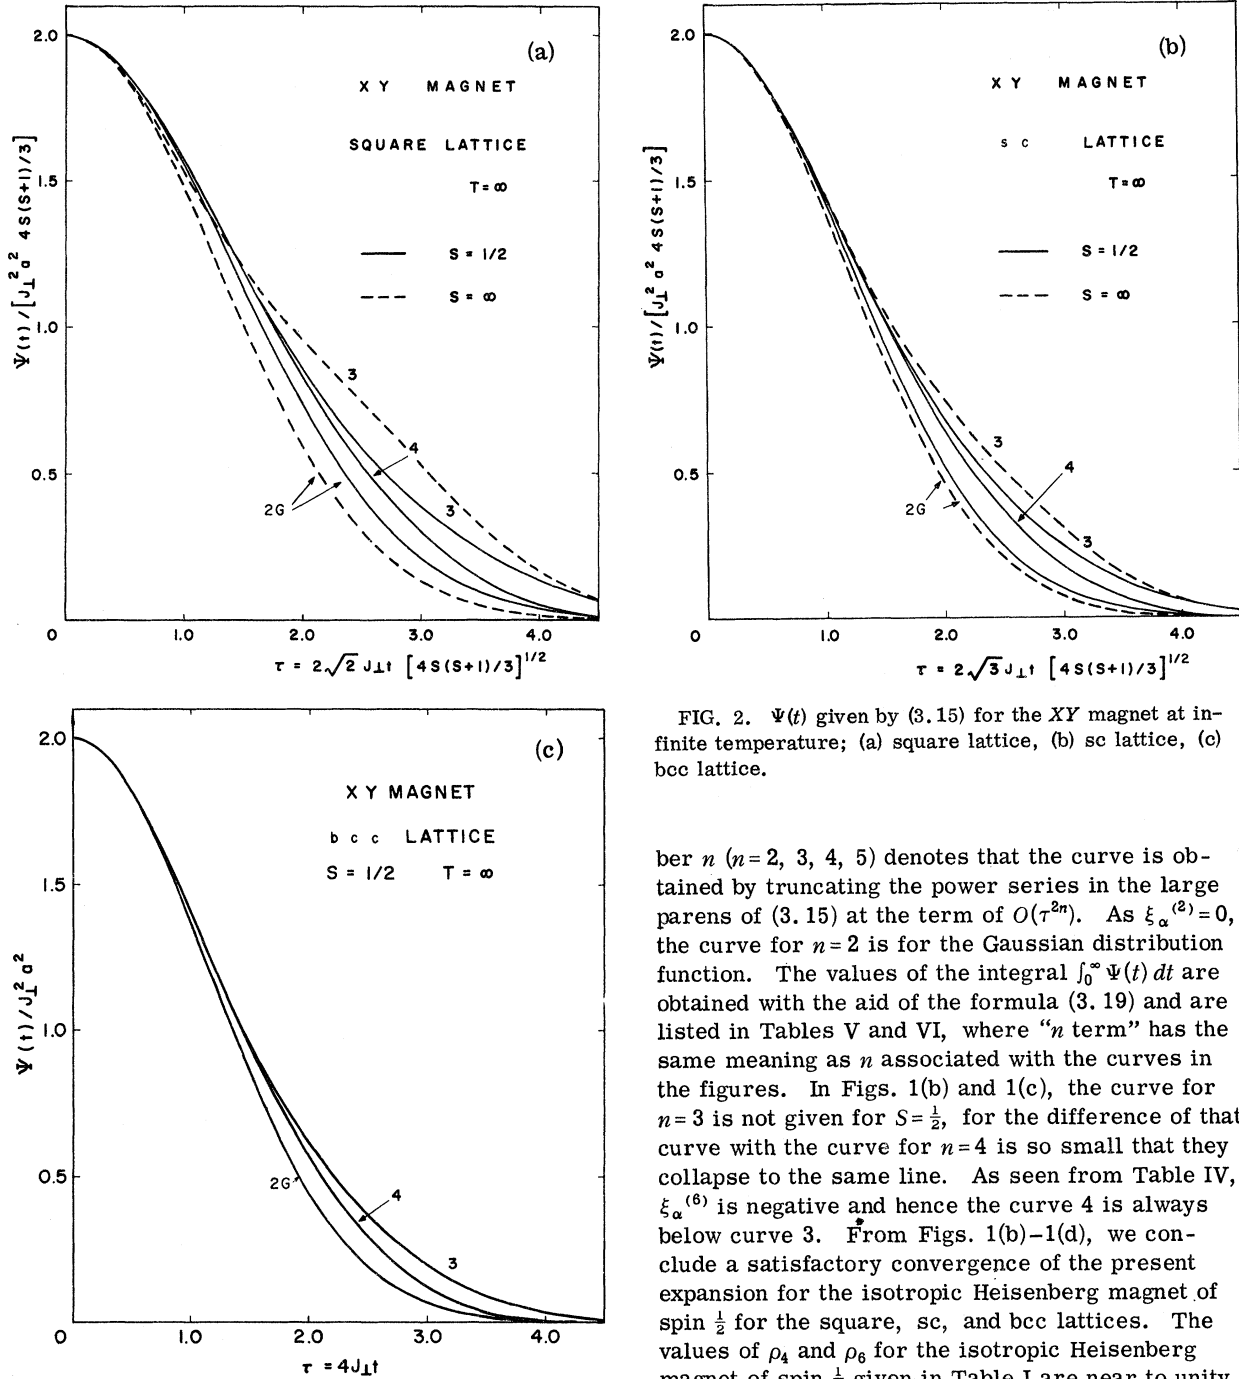 (a)
XY MAGNET
SQUARE LATTICE
T = ∞
S = 1/2
S = ∞
2.0
1.5
1.0
0.5
0
1.0
2.0
3.0
4.0
3
4
2G
3
Ψ(t)/[J⊥² a² 4S(S+1)/3]
τ = 2√2 J⊥t [4S(S+1)/3]^1/2
(b)
XY MAGNET
sc LATTICE
T=∞
S = 1/2
S = ∞
2.0
1.5
1.0
0.5
0
1.0
2.0
3.0
4.0
3
4
2G
3
Ψ(t)/[J⊥² a² 4S(S+1)/3]
τ = 2√3 J⊥t [4S(S+1)/3]^1/2
(c)
XY MAGNET
bcc LATTICE
S = 1/2 T = ∞
2.0
1.5
1.0
0.5
0
1.0
2.0
3.0
4.0
2G
4
3
Ψ(t)/J⊥² a²
τ = 4J⊥t
FIG. 2. Ψ(t) given by (3.15) for the XY magnet at in-
finite temperature; (a) square lattice, (b) sc lattice, (c)
bcc lattice.
ber n (n = 2, 3, 4, 5) denotes that the curve is ob-
tained by truncating the power series in the large
parens of (3.15) at the term of O(τ²ⁿ). As ξα⁽²⁾ = 0,
the curve for n = 2 is for the Gaussian distribution
function. The values of the integral ∫₀^∞ Ψ(t) dt are
obtained with the aid of the formula (3.19) and are
listed in Tables V and VI, where “n term” has the
same meaning as n associated with the curves in
the figures. In Figs. 1(b) and 1(c), the curve for
n = 3 is not given for S = ½, for the difference of that
curve with the curve for n = 4 is so small that they
collapse to the same line. As seen from Table IV,
ξα⁽⁶⁾ is negative and hence the curve 4 is always
below curve 3. From Figs. 1(b)–1(d), we con-
clude a satisfactory convergence of the present
expansion for the isotropic Heisenberg magnet of
spin ½ for the square, sc, and bcc lattices. The
values of ρ₄ and ρ₆ for the isotropic Heisenberg
magnet of spin ½ given in Table I are near to unity